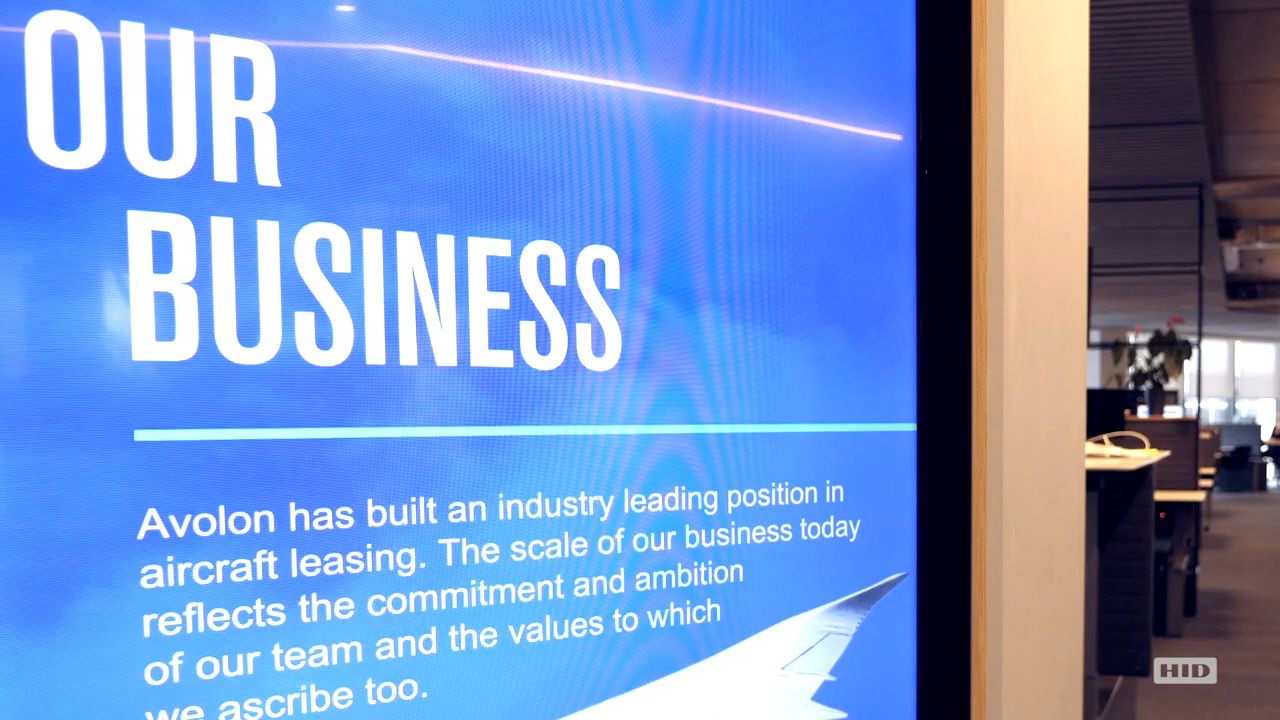 OUR
BUSINESS
Avolon has built an industry leading position in
aircraft leasing. The scale of our business today
reflects the commitment and ambition
of our team and the values to which
we ascribe too.
HID